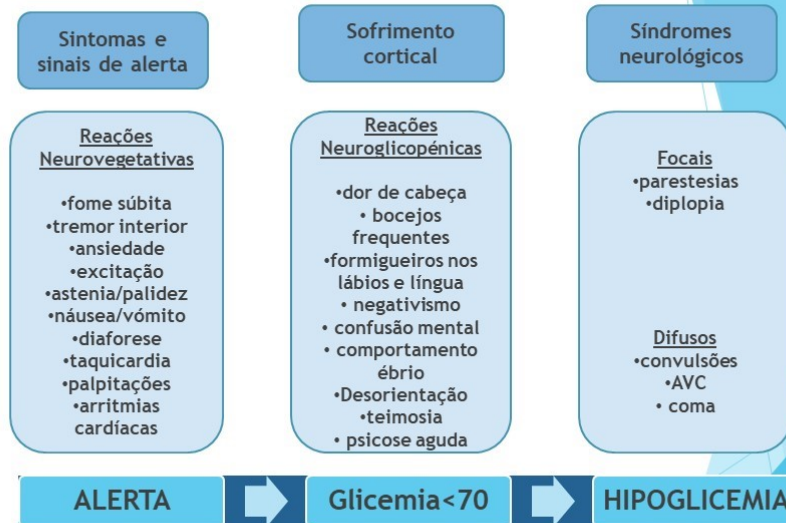 Sintomas e
sinais de alerta
Reações
Neurovegetativas
•fome súbita
•tremor interior
•ansiedade
•excitação
•astenia/palidez
•náusea/vómito
•diaforese
•taquicardia
•palpitações
•arritmias
cardíacas
Sofrimento
cortical
Reações
Neuroglicopénicas
•dor de cabeça
• bocejos
frequentes
•formigueiros nos
lábios e língua
• negativismo
• confusão mental
• comportamento
ébrio
•Desorientação
•teimosia
• psicose aguda
Síndromes
neurológicos
Focais
•parestesias
•diplopia
Difusos
•convulsões
•AVC
• coma
ALERTA
Glicemia<70
HIPOGLICEMIA